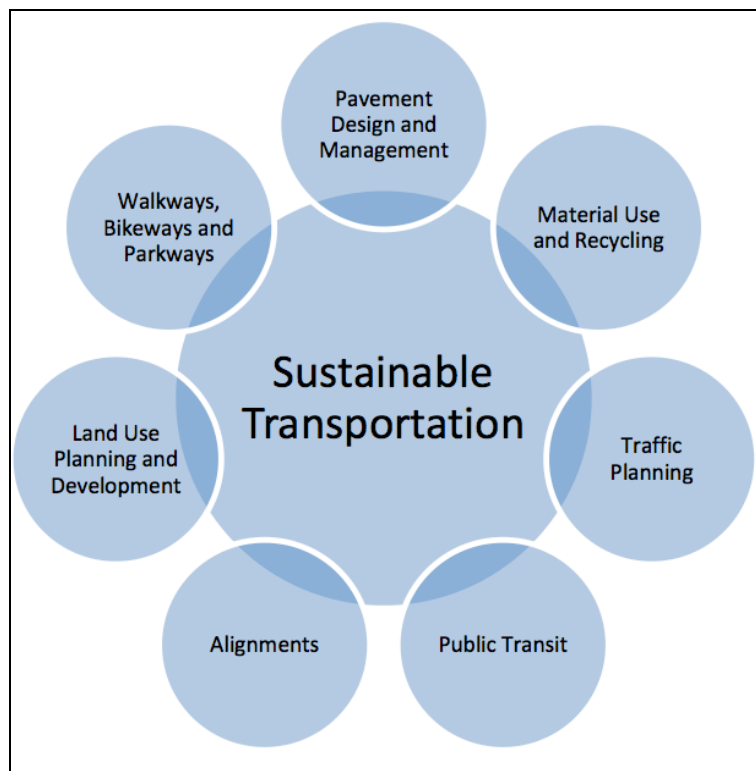 Pavement
Design and
Management
Material Use
and Recycling
Traffic
Planning
Public Transit
Alignments
Land Use
Planning and
Development
Walkways,
Bikeways and
Parkways
Sustainable
Transportation